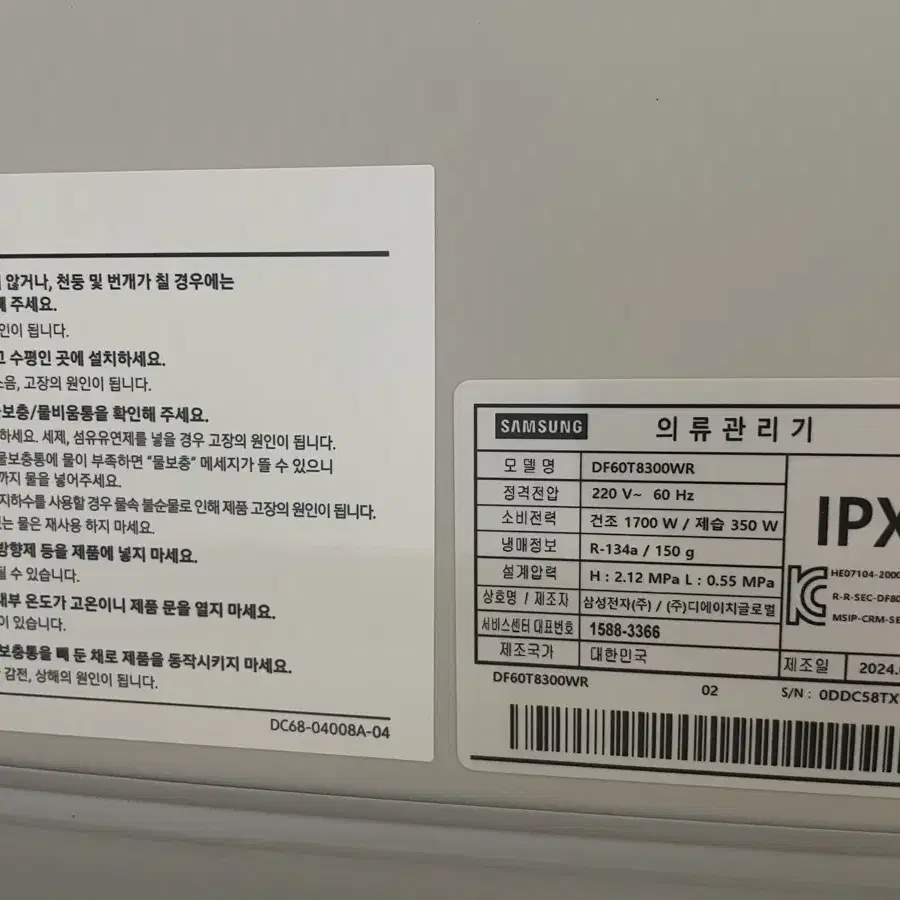 않거나, 천둥 및 번개가 칠 경우에는
주세요.
인이 됩니다.
수평인 곳에 설치하세요.
고장의 원인이 됩니다.
확인해 주세요.
하세요. 세제, 섬유유연제를 넣을 경우 고장의 원인이 됩니다.
물보충통에 물이 부족하면 "물보충" 메세지가 뜰 수 있으니
까지 물을 넣어주세요.
지하수를 사용할 경우 물속 불순물로 인해 제품 고장의 원인이 됩니다.
있는 물은 재사용 하지 마세요.
방향제 등을 제품에 넣지 마세요.
될 수 있습니다.
내부 온도가 고온이니 제품 문을 열지 마세요.
있습니다.
빼 둔 채로 제품을 동작시키지 마세요.
감전, 상해의 원인이 됩니다.
DC68-04008A-04
SAMSUNG 의류관리기
모델명 DF60T8300WR
정격전압 220 V~ 60 Hz
소비전력 건조 1700 W / 제습 350 W
냉매정보 R-134a / 150 g
설계압력 H : 2.12 MPa L : 0.55 MPa
상호명 / 제조자 삼성전자(주) / (주)디에이치글로벌
서비스센터 대표번호 1588-3366
제조국가 대한민국
IPX
HE07104-2000
R-R-SEC-DF80
MSIP-CRM-SE
제조일 2024.
DF60T8300WR 02 S/N : 0DDC58TX